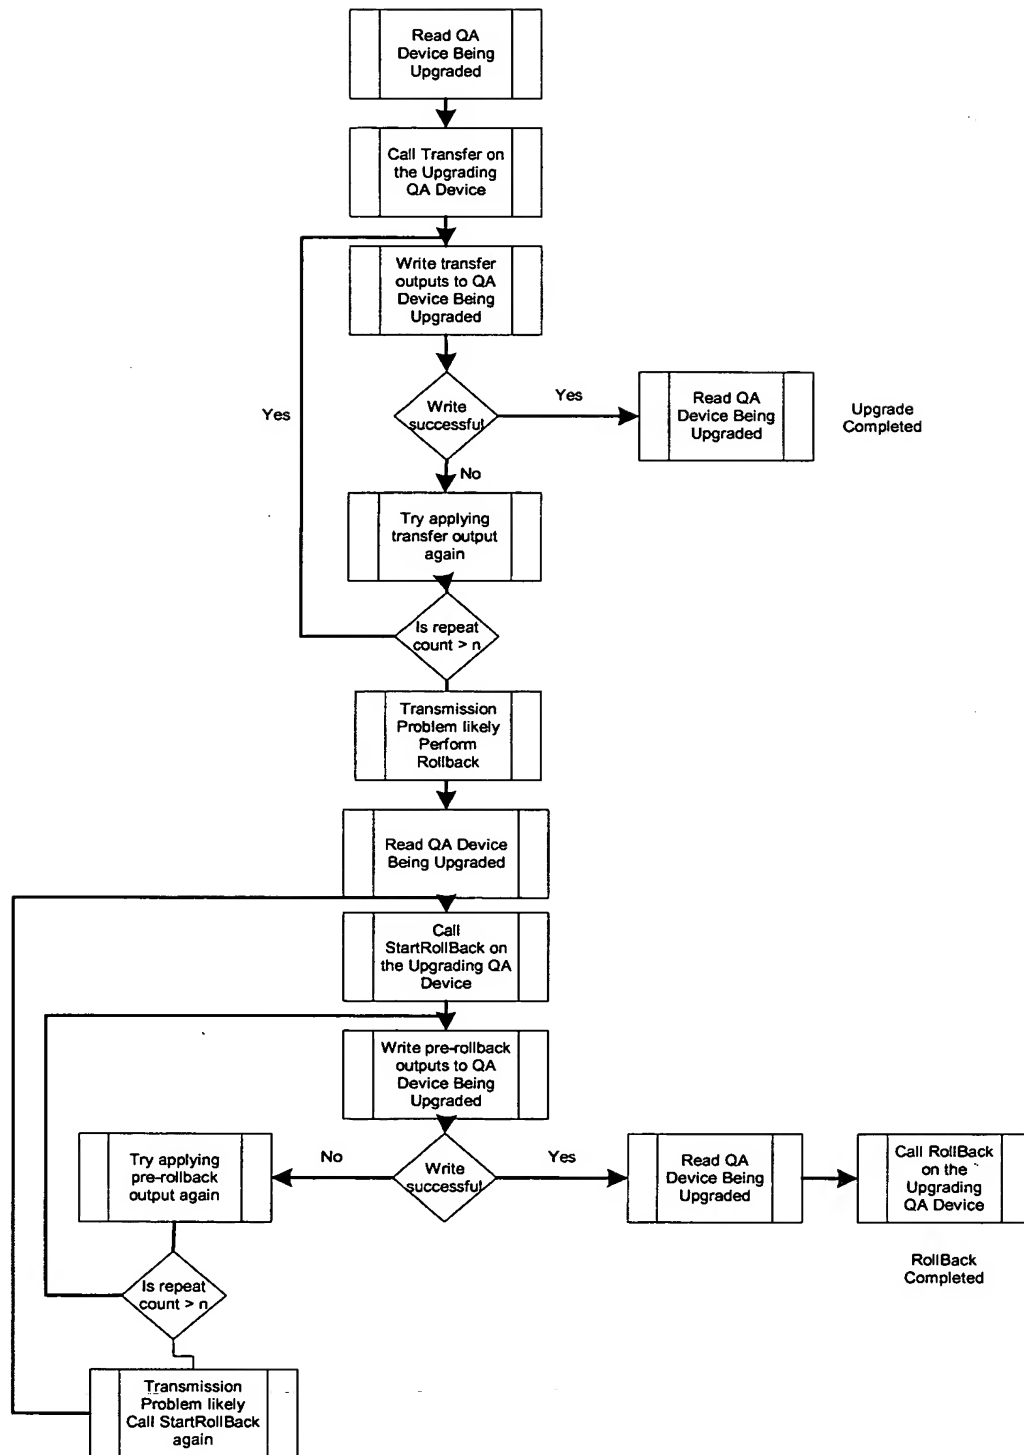 Read QA
Device Being
Upgraded
Call Transfer on
the Upgrading
QA Device
Write transfer
outputs to QA
Device Being
Upgraded
Write
successful
Yes
Read QA
Device Being
Upgraded
Upgrade
Completed
Yes
No
Try applying
transfer output
again
Is repeat
count > n
Transmission
Problem likely
Perform
Rollback
Read QA Device
Being Upgraded
Call
StartRollBack on
the Upgrading QA
Device
Write pre-rollback
outputs to QA
Device Being
Upgraded
Write
successful
No
Try applying
pre-rollback
output again
Yes
Read QA
Device Being
Upgraded
Call RollBack
on the
Upgrading
QA Device
RollBack
Completed
Is repeat
count > n
Transmission
Problem likely
Call StartRollBack
again